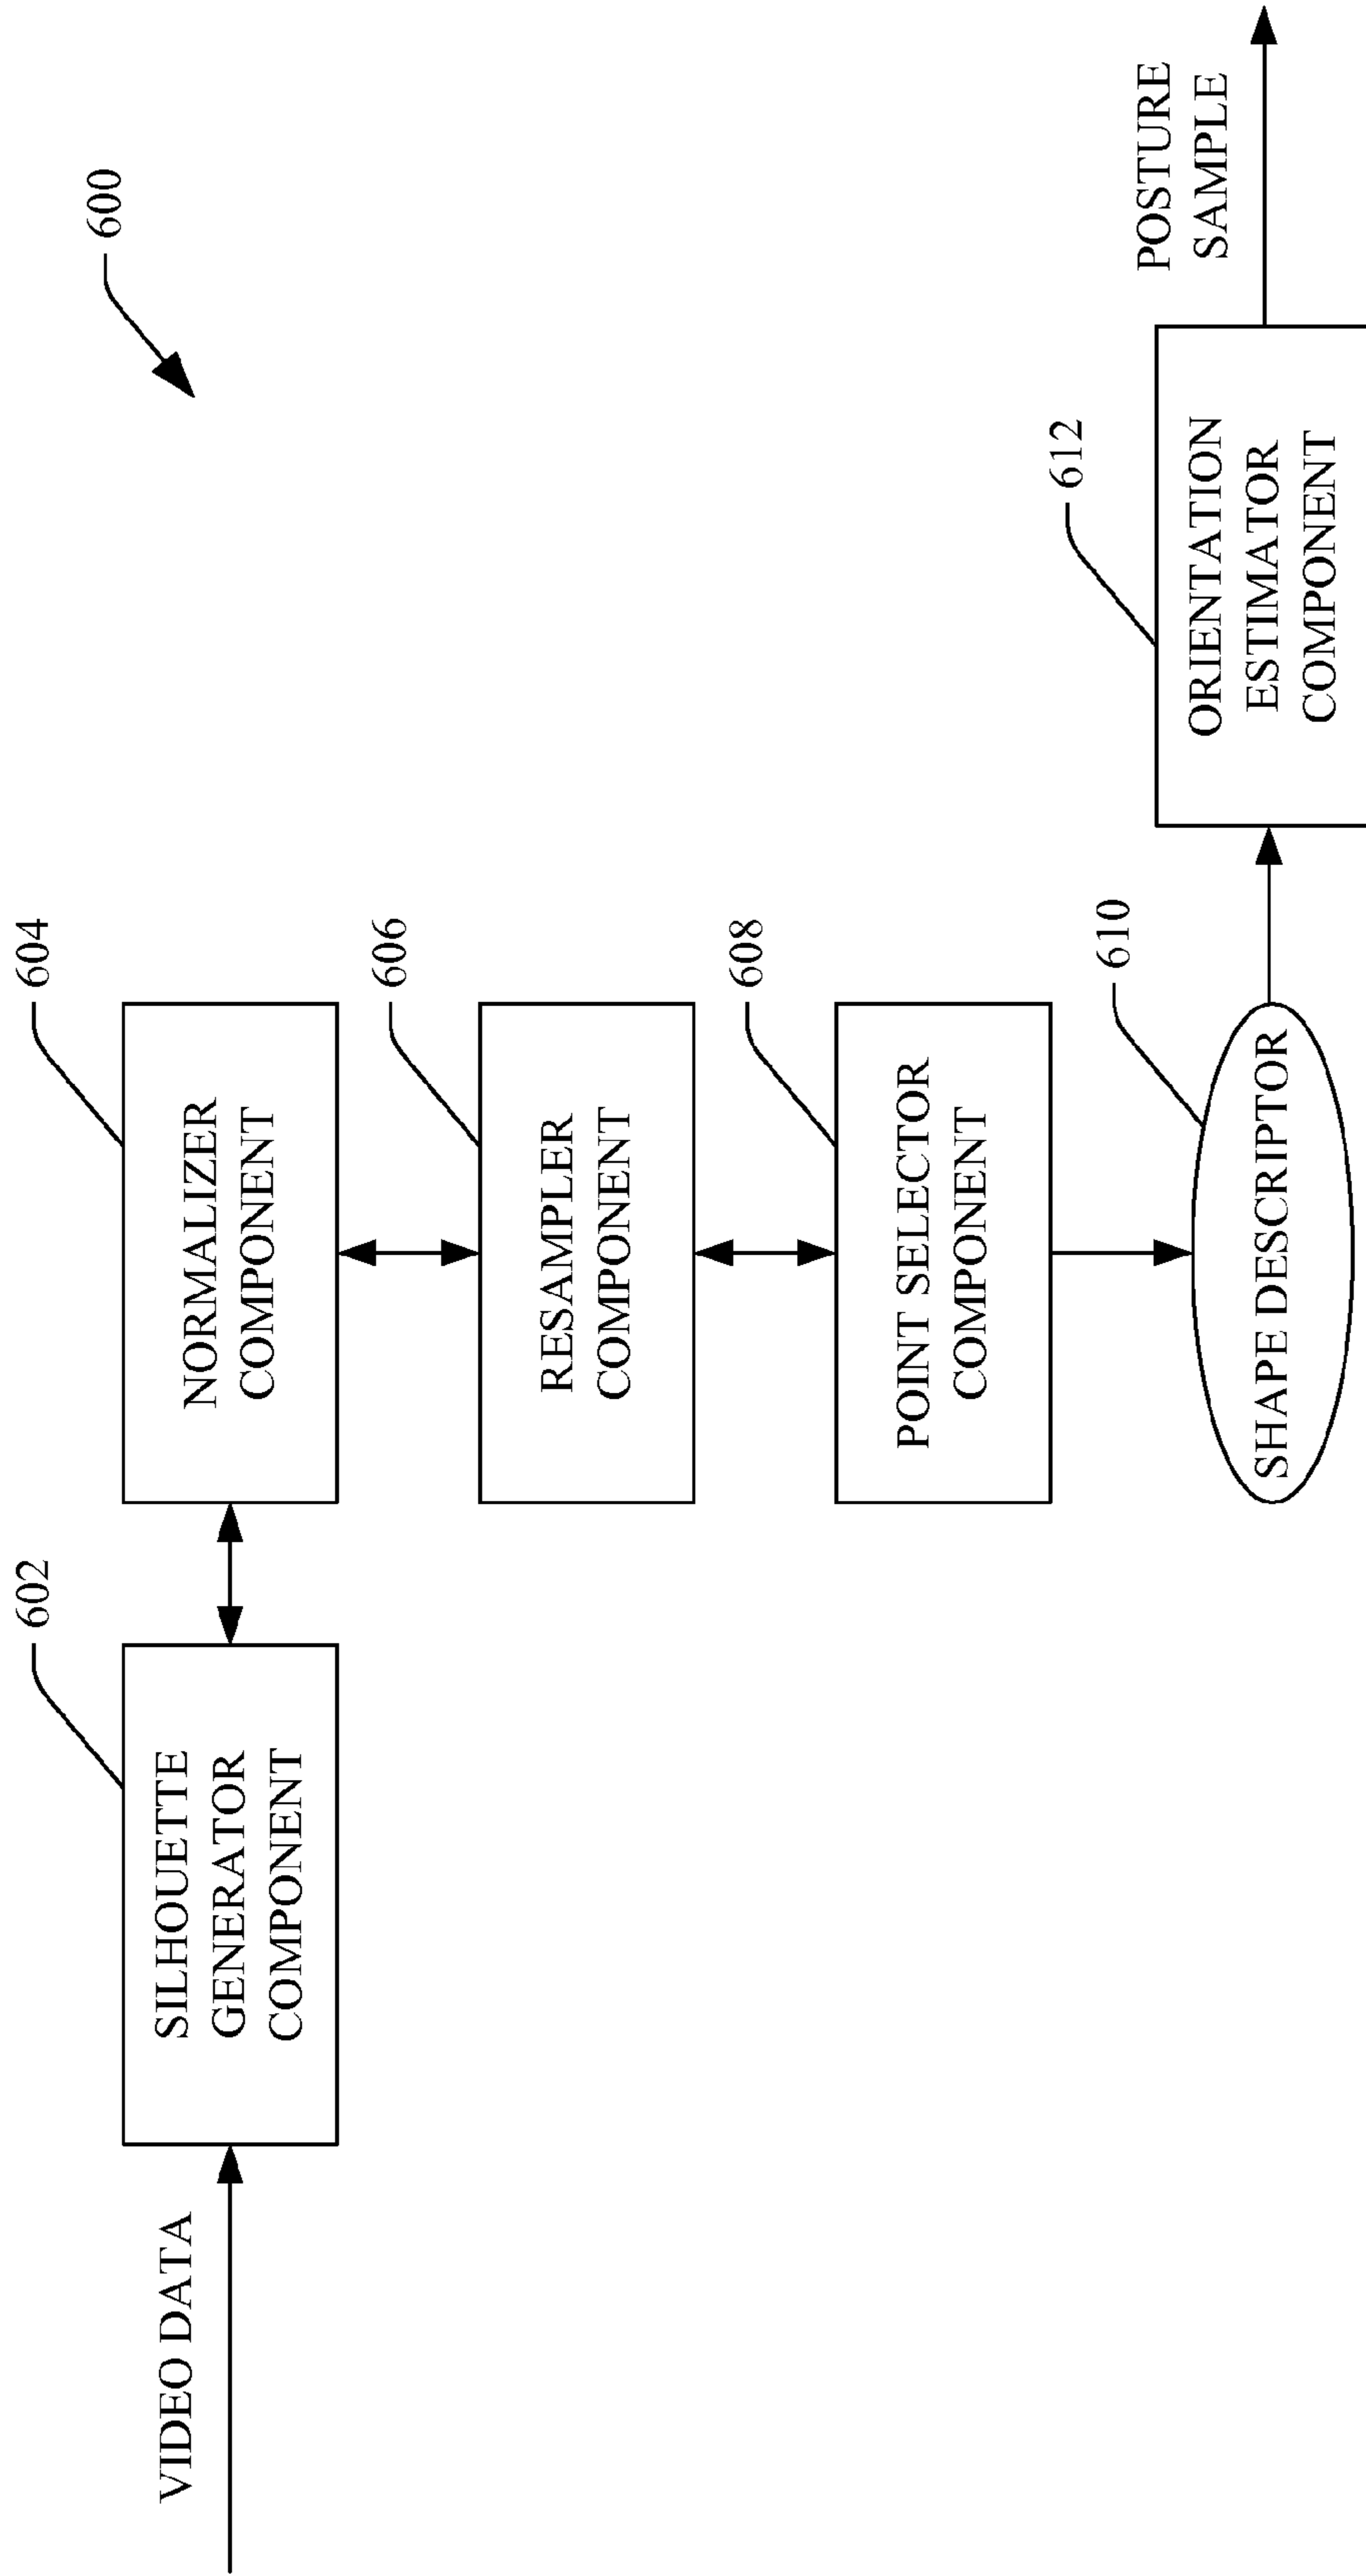 600
602
604
VIDEO DATA
SILHOUETTE
GENERATOR
COMPONENT
NORMALIZER
COMPONENT
606
RESAMPLER
COMPONENT
608
POINT SELECTOR
COMPONENT
610
SHAPE DESCRIPTOR
612
ORIENTATION
ESTIMATOR
COMPONENT
POSTURE
SAMPLE